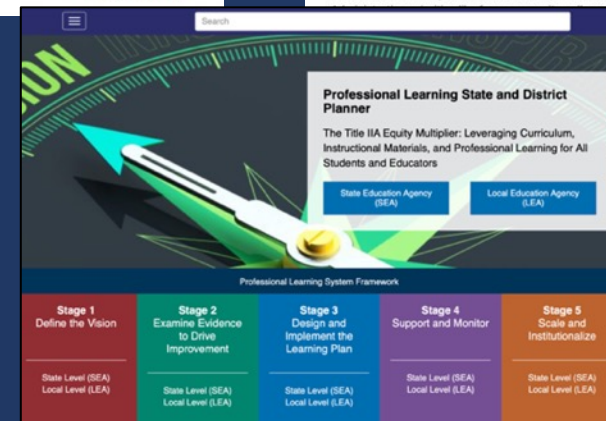 Search
ION
INN
SPIRA
Professional Learning State and District
Planner
The Title IIA Equity Multiplier: Leveraging Curriculum,
Instructional Materials, and Professional Learning for All
Students and Educators
State Education Agency
(SEA)
Local Education Agency
(LEA)
Professional Learning System Framework
Stage 1
Define the Vision
State Level (SEA)
Local Level (LEA)
Stage 2
Examine Evidence
to Drive
Improvement
State Level (SEA)
Local Level (LEA)
Stage 3
Design and
Implement the
Learning Plan
State Level (SEA)
Local Level (LEA)
Stage 4
Support and Monitor
State Level (SEA)
Local Level (LEA)
Stage 5
Scale and
Institutionalize
State Level (SEA)
Local Level (LEA)